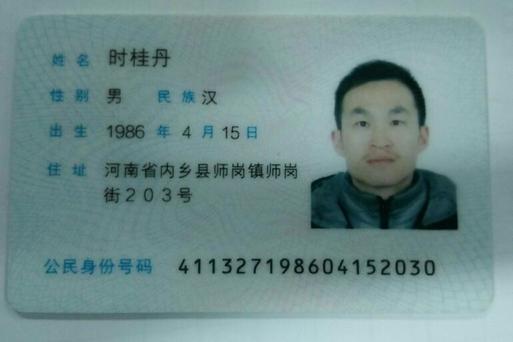 姓名 时桂丹
性别 男 民族 汉
出生 1986 年 4 月 15 日
住址 河南省内乡县师岗镇师岗
街203号
公民身份号码 411327198604152030